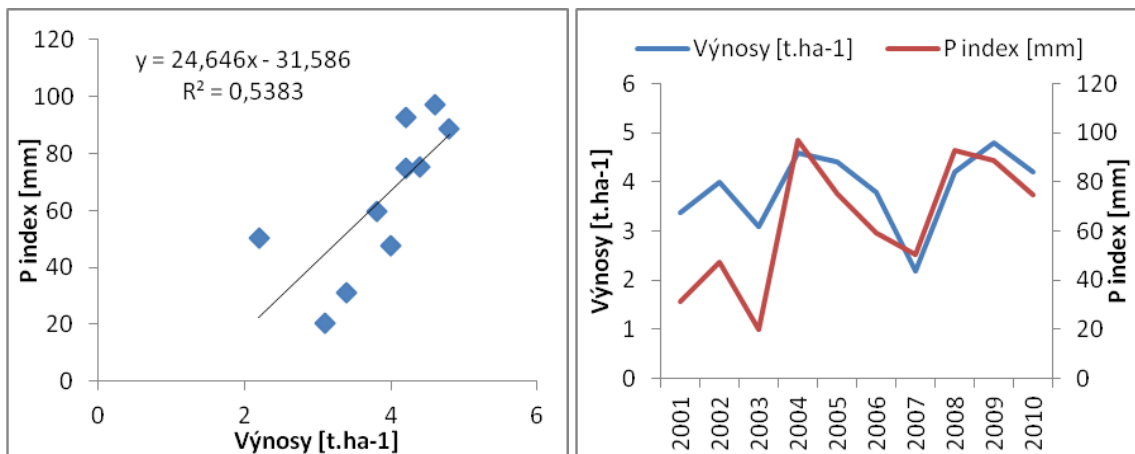 y = 24,646x - 31,586
R² = 0,5383
P index [mm]
120
100
80
60
40
20
0
0 2 4 6
Výnosy [t.ha-1]
Výnosy [t.ha-1] P index [mm]
Výnosy [t.ha-1]
6
5
4
3
2
1
0
120
100
80
60
40
20
0
P index [mm]
2001 2002 2003 2004 2005 2006 2007 2008 2009 2010